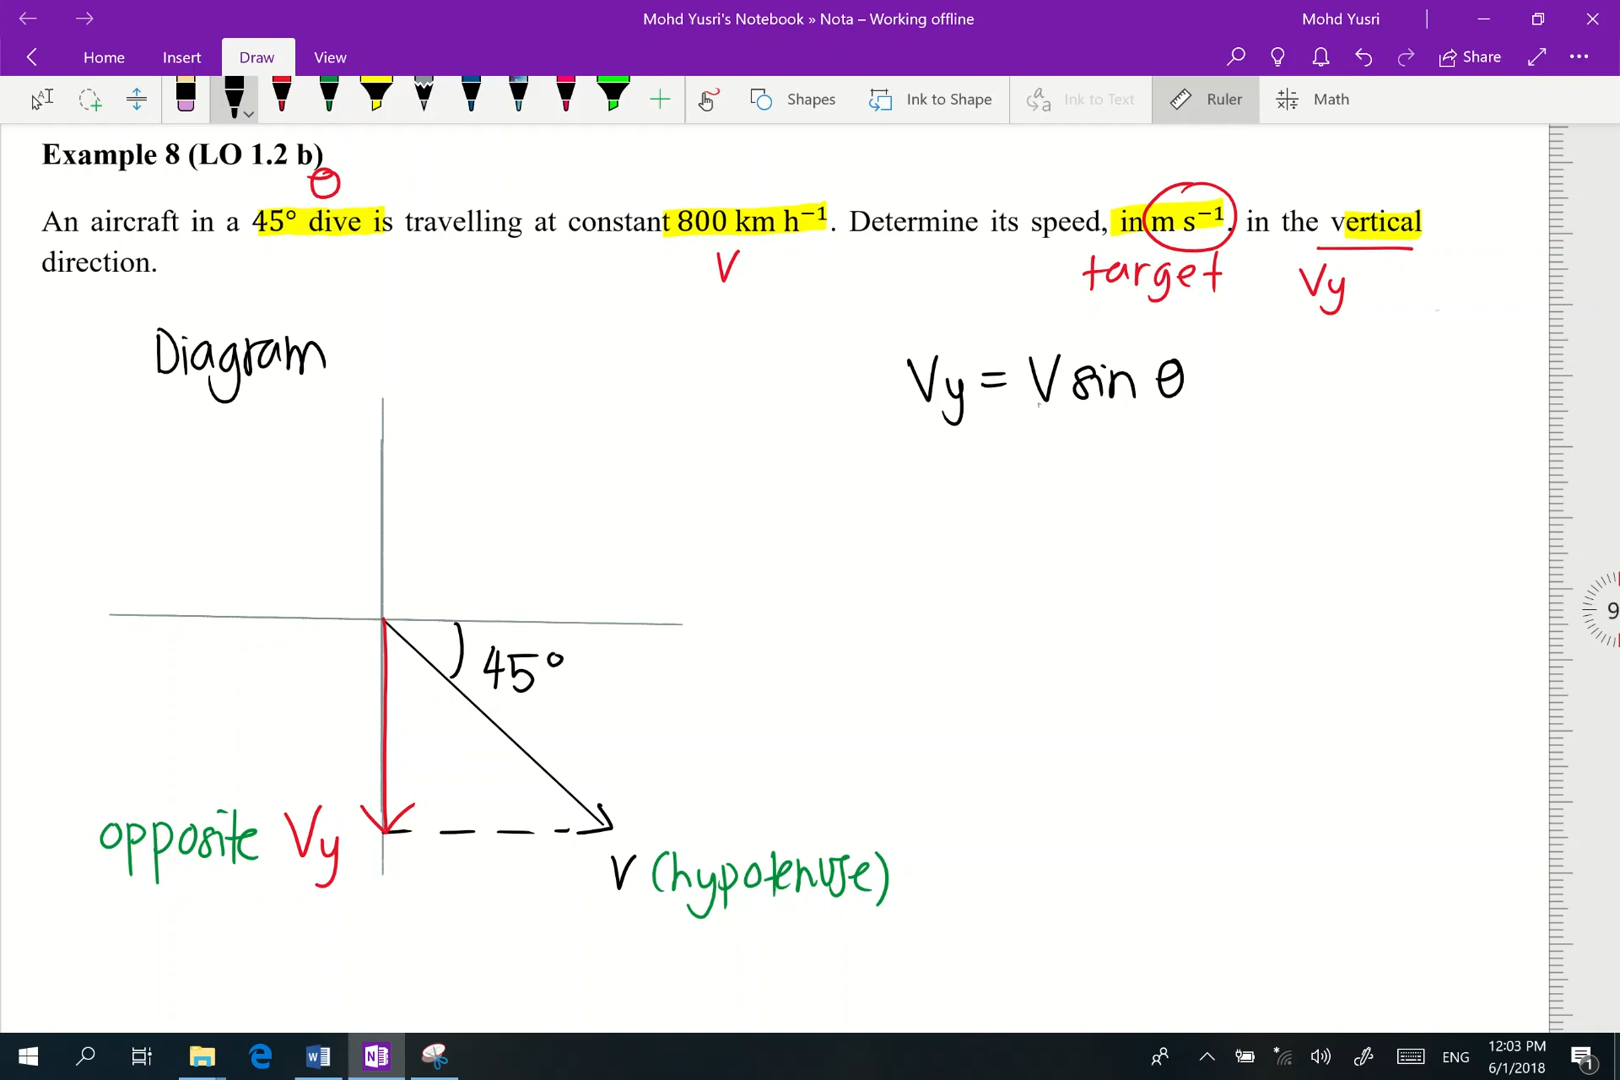 Mohd Yusri's Notebook » Nota – Working offline
Mohd Yusri
Home Insert Draw View
Share
Shapes Ink to Shape Ink to Text Ruler Math
Example 8 (LO 1.2 b)
θ
An aircraft in a 45° dive is travelling at constant 800 km h⁻¹. Determine its speed, in m s⁻¹, in the vertical
direction.
V
target
Vy
Diagram
Vy = V sin θ
45°
opposite Vy
V (hypotenuse)
9
ENG
12:03 PM
6/1/2018
1